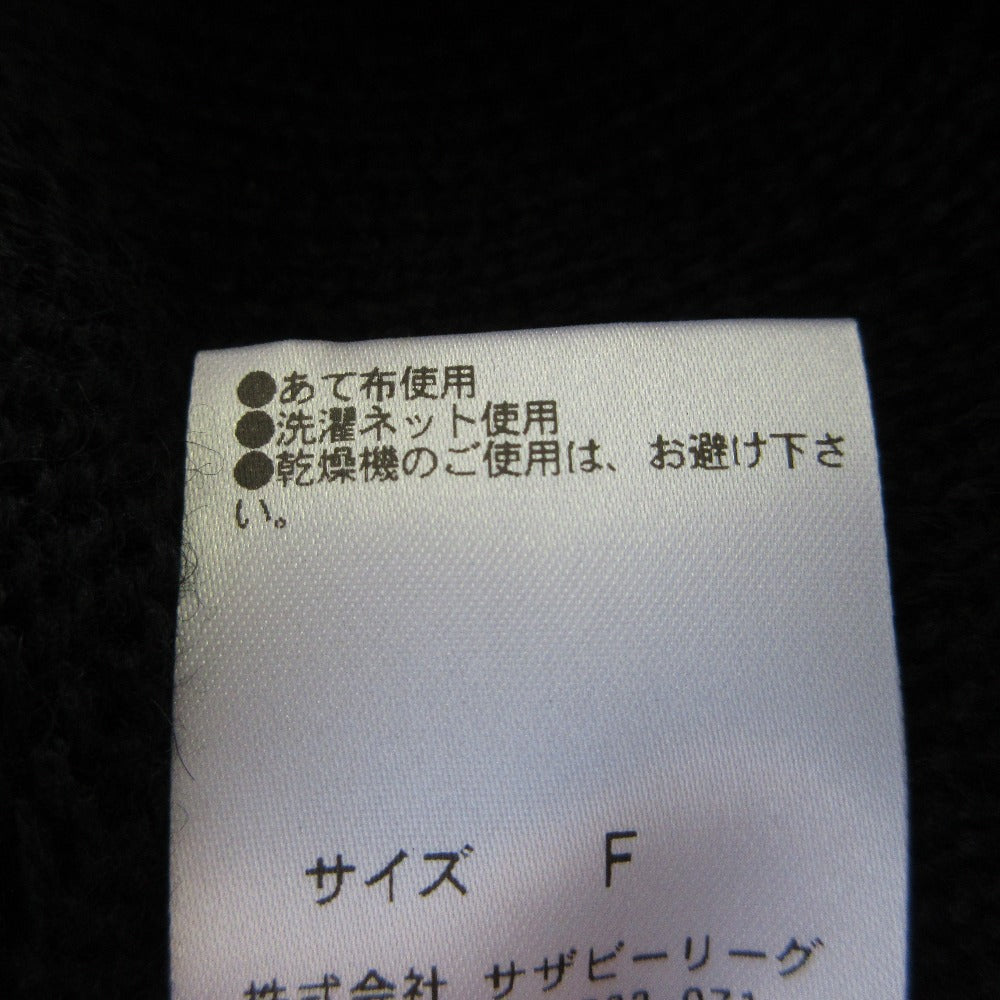 ●あて布使用
●洗濯ネット使用
●乾燥機のご使用は、お避け下さ
い。
サイズ F
株式会社 サザビーリーグ